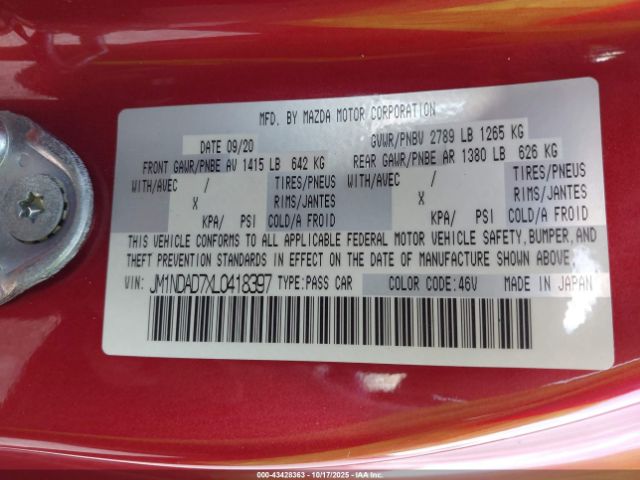 MFD. BY MAZDA MOTOR CORPORATION
DATE 09/20 GVWR/PNBV 2789 LB 1265 KG
FRONT GAWR/PNBE AV 1415 LB 642 KG REAR GAWR/PNBE AR 1380 LB 626 KG
WITH/AVEC / TIRES/PNEUS WITH/AVEC / TIRES/PNEUS
X RIMS/JANTES X RIMS/JANTES
KPA/ PSI COLD/A FROID KPA/ PSI COLD/A FROID
THIS VEHICLE CONFORMS TO ALL APPLICABLE FEDERAL MOTOR VEHICLE SAFETY, BUMPER, AND
THEFT PREVENTION STANDARDS IN EFFECT ON THE DATE OF MANUFACTURE SHOWN ABOVE.
VIN: JM1NDAD7XL0418397 TYPE:PASS CAR COLOR CODE:46V MADE IN JAPAN
000-43428363 - 10/17/2025 - IAAI.com